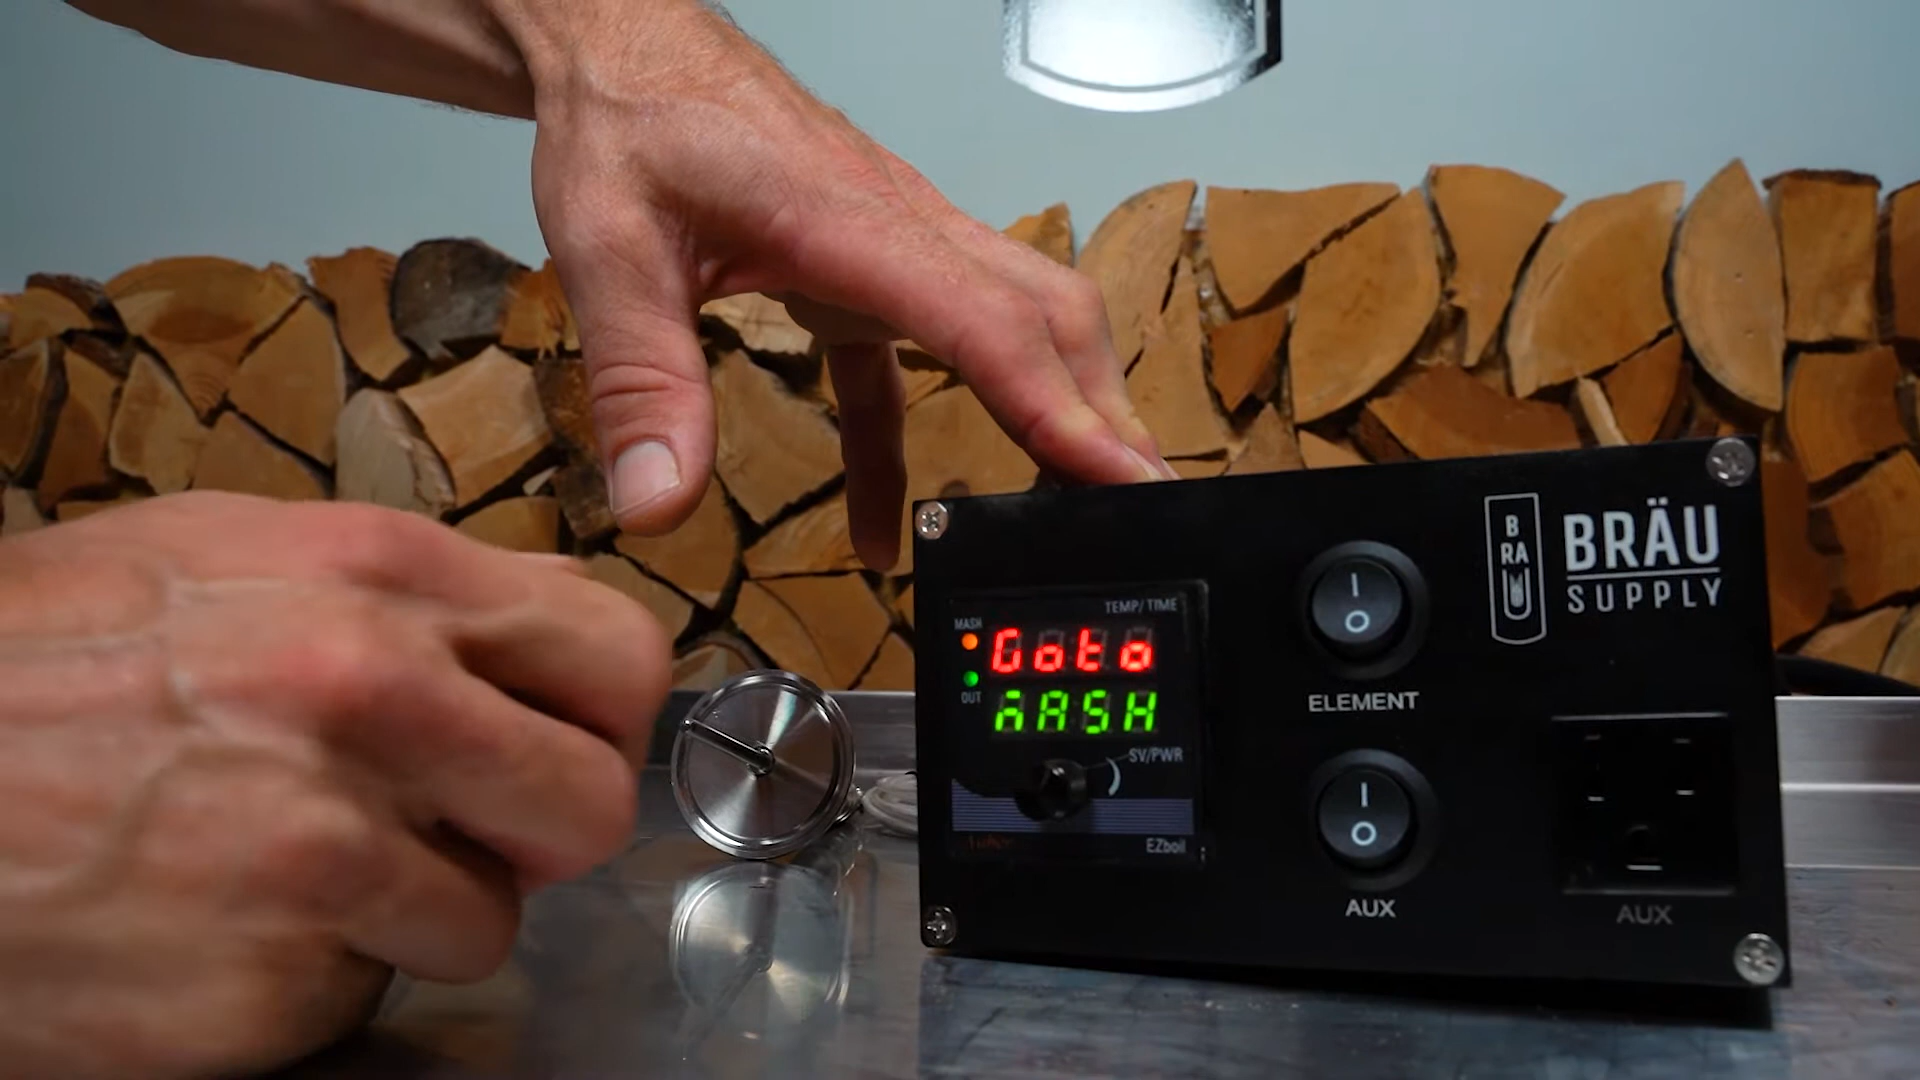 TEMP/TIME
MASH
Goto
OUT
MASH
SV/PWR
EZboil
I
O
ELEMENT
I
O
AUX
B
RA
U
BRÄU
SUPPLY
AUX